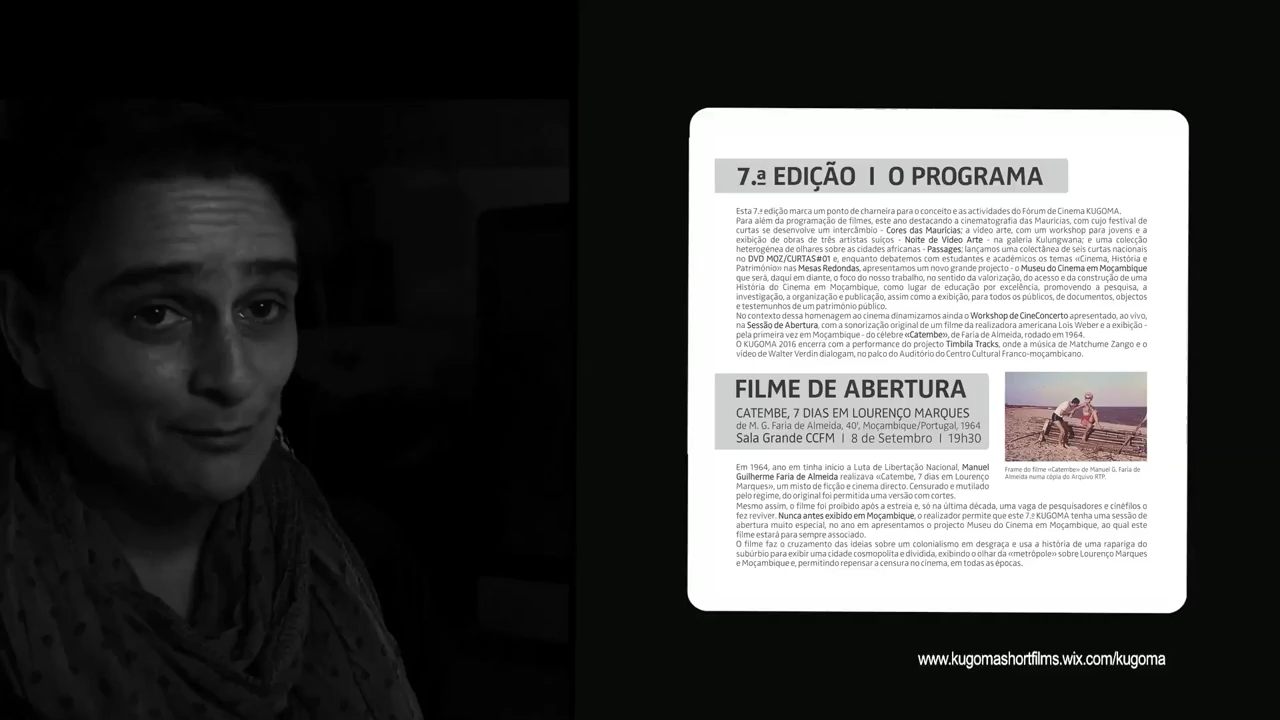 7.ª EDIÇÃO I O PROGRAMA
Esta 7.ª edição marca um ponto de charneira para o conceito e as actividades do Fórum de Cinema KUGOMA.
Para além da programação de filmes, este ano destacando a cinematografia das Maurícias, com cujo festival de
curtas se desenvolve um intercâmbio - Cores das Maurícias; a vídeo arte, com um workshop para jovens e a
exibição de obras de três artistas suíços - Noite de Vídeo Arte - na galeria Kulungwana; e uma colecção
heterogénea de olhares sobre as cidades africanas - Passages; lançamos uma colectânea de seis curtas nacionais
no DVD MOZ/CURTAS#01 e, enquanto debatemos com estudantes e académicos os temas «Cinema, História e
Património» nas Mesas Redondas, apresentamos um novo grande projecto - o Museu do Cinema em Moçambique
que será, daqui em diante, o foco do nosso trabalho, no sentido da valorização, do acesso e da construção de uma
História do Cinema em Moçambique, como lugar de educação por excelência, promovendo a pesquisa, a
investigação, a organização e publicação, assim como a exibição, para todos os públicos, de documentos, objectos
e testemunhos de um património público.
No contexto dessa homenagem ao cinema dinamizamos ainda o Workshop de CineConcerto apresentado, ao vivo,
na Sessão de Abertura, com a sonorização original de um filme da realizadora americana Lois Weber e a exibição -
pela primeira vez em Moçambique - do célebre «Catembe», de Faria de Almeida, rodado em 1964.
O KUGOMA 2016 encerra com a performance do projecto Timbila Tracks, onde a música de Matchume Zango e o
vídeo de Walter Verdin dialogam, no palco do Auditório do Centro Cultural Franco-moçambicano.
FILME DE ABERTURA
CATEMBE, 7 DIAS EM LOURENÇO MARQUES
de M. G. Faria de Almeida, 40', Moçambique/Portugal, 1964
Sala Grande CCFM I 8 de Setembro I 19h30
Frame do filme «Catembe» de Manuel G. Faria de
Almeida numa cópia do Arquivo RTP.
Em 1964, ano em tinha início a Luta de Libertação Nacional, Manuel
Guilherme Faria de Almeida realizava «Catembe, 7 dias em Lourenço
Marques», um misto de ficção e cinema directo. Censurado e mutilado
pelo regime, do original foi permitida uma versão com cortes.
Mesmo assim, o filme foi proibido após a estreia e, só na última década, uma vaga de pesquisadores e cinéfilos o
fez reviver. Nunca antes exibido em Moçambique, o realizador permite que este 7.º KUGOMA tenha uma sessão de
abertura muito especial, no ano em apresentamos o projecto Museu do Cinema em Moçambique, ao qual este
filme estará para sempre associado.
O filme faz o cruzamento das ideias sobre um colonialismo em desgraça e usa a história de uma rapariga do
subúrbio para exibir uma cidade cosmopolita e dividida, exibindo o olhar da «metrópole» sobre Lourenço Marques
e Moçambique e, permitindo repensar a censura no cinema, em todas as épocas.
www.kugomashortfilms.wix.com/kugoma